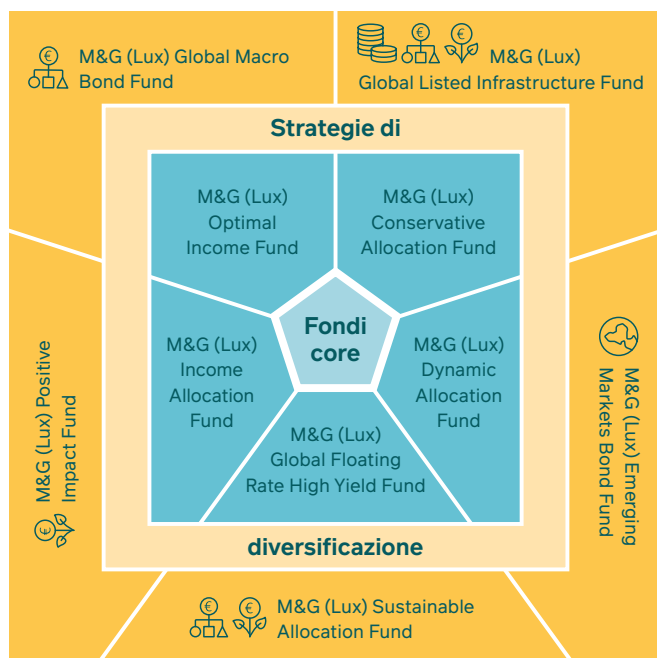 M&G (Lux) Global Macro
Bond Fund
M&G (Lux)
Global Listed Infrastructure Fund
Strategie di
M&G (Lux)
Optimal
Income Fund
M&G (Lux)
Conservative
Allocation Fund
Fondi
core
M&G (Lux)
Income
Allocation
Fund
M&G (Lux)
Dynamic
Allocation
Fund
M&G (Lux)
Global Floating
Rate High Yield Fund
M&G (Lux) Positive
Impact Fund
M&G (Lux) Emerging
Markets Bond Fund
diversificazione
M&G (Lux) Sustainable
Allocation Fund